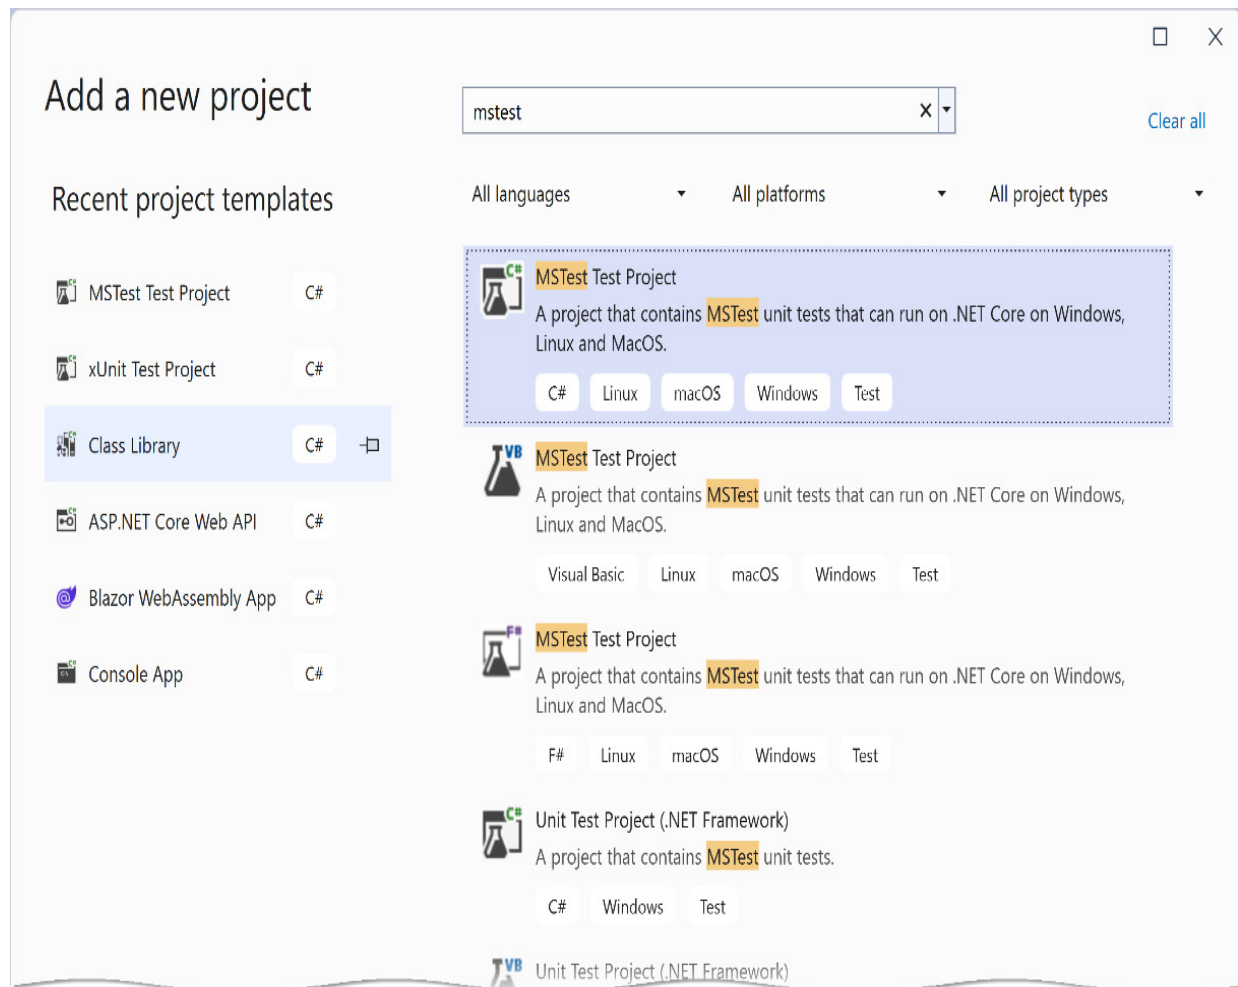 Add a new project
mstest
Clear all
Recent project templates
All languages
All platforms
All project types
MSTest Test Project C#
xUnit Test Project C#
Class Library C#
ASP.NET Core Web API C#
Blazor WebAssembly App C#
Console App C#
MSTest Test Project
A project that contains MSTest unit tests that can run on .NET Core on Windows,
Linux and MacOS.
C# Linux macOS Windows Test
MSTest Test Project
A project that contains MSTest unit tests that can run on .NET Core on Windows,
Linux and MacOS.
Visual Basic Linux macOS Windows Test
MSTest Test Project
A project that contains MSTest unit tests that can run on .NET Core on Windows,
Linux and MacOS.
F# Linux macOS Windows Test
Unit Test Project (.NET Framework)
A project that contains MSTest unit tests.
C# Windows Test
Unit Test Project (.NET Framework)